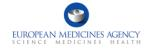 EUROPEAN MEDICINES AGENCY
SCIENCE MEDICINES HEALTH